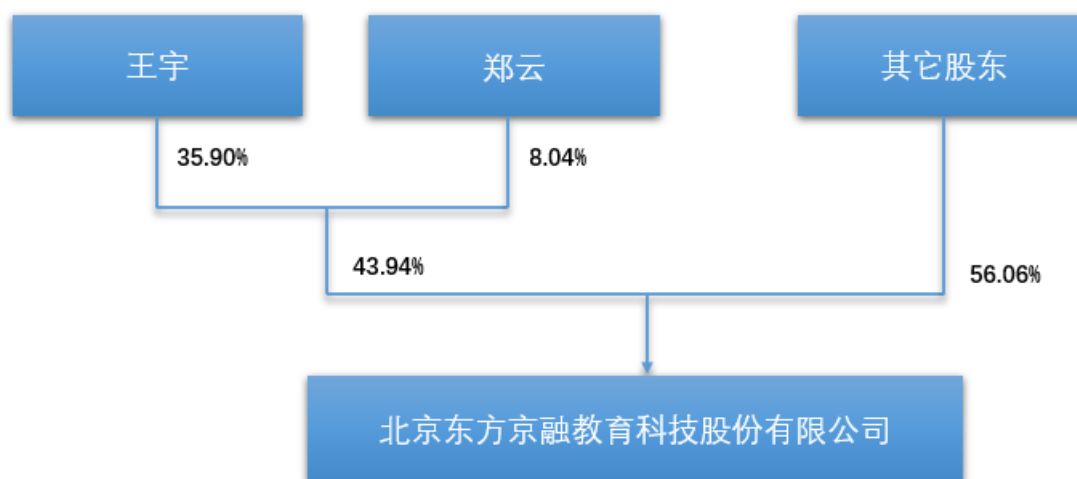 王宇
郑云
其它股东
35.90%
8.04%
43.94%
56.06%
北京东方京融教育科技股份有限公司